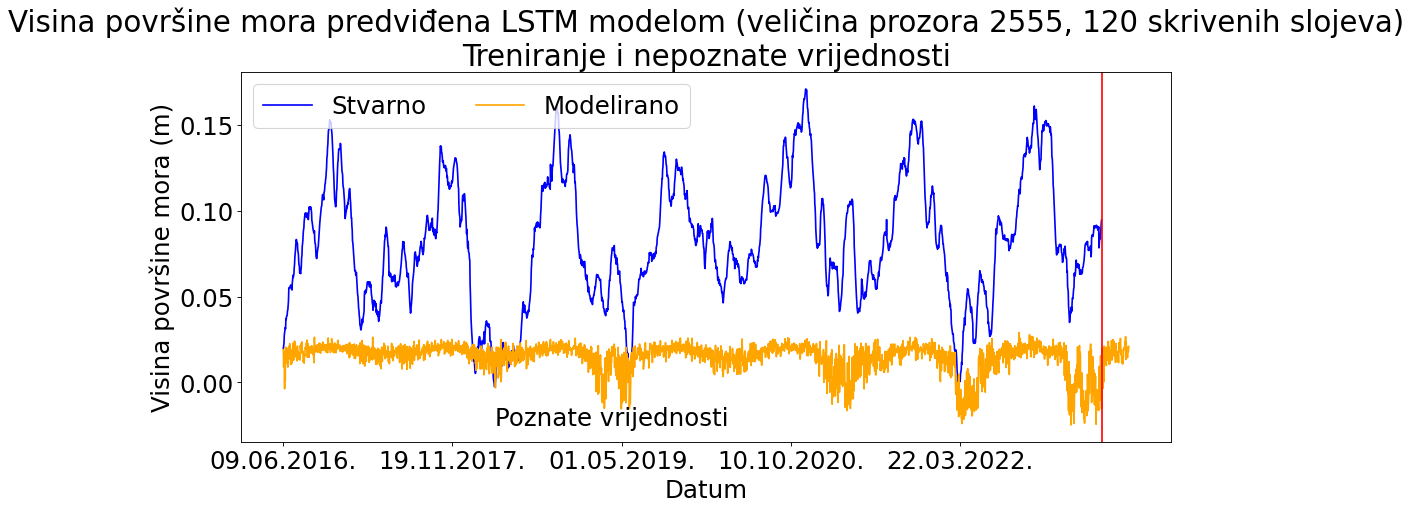 Visina površine mora predviđena LSTM modelom (veličina prozora 2555, 120 skrivenih slojeva)
Treniranje i nepoznate vrijednosti
Stvarno
Modelirano
Visina površine mora (m)
0.15
0.10
0.05
0.00
Poznate vrijednosti
09.06.2016.
19.11.2017.
01.05.2019.
10.10.2020.
22.03.2022.
Datum